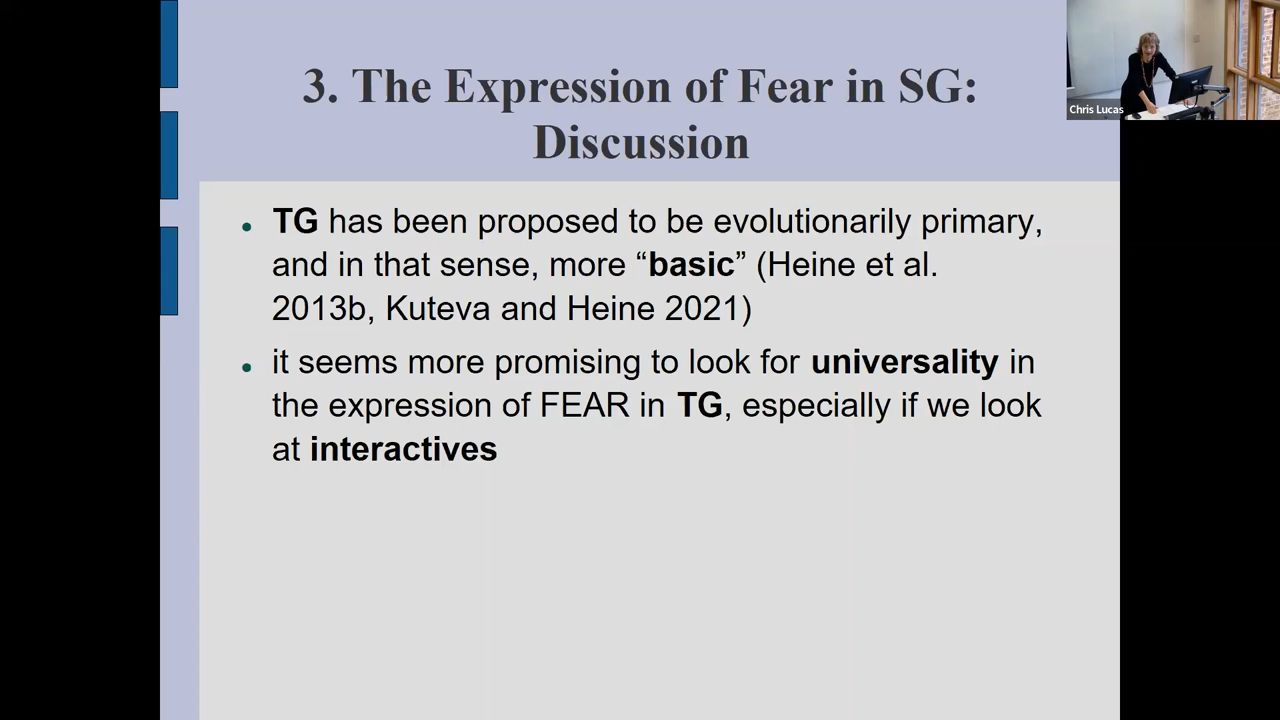 3. The Expression of Fear in SG:
Discussion
Chris Lucas
• TG has been proposed to be evolutionarily primary,
and in that sense, more “basic” (Heine et al.
2013b, Kuteva and Heine 2021)
• it seems more promising to look for universality in
the expression of FEAR in TG, especially if we look
at interactives